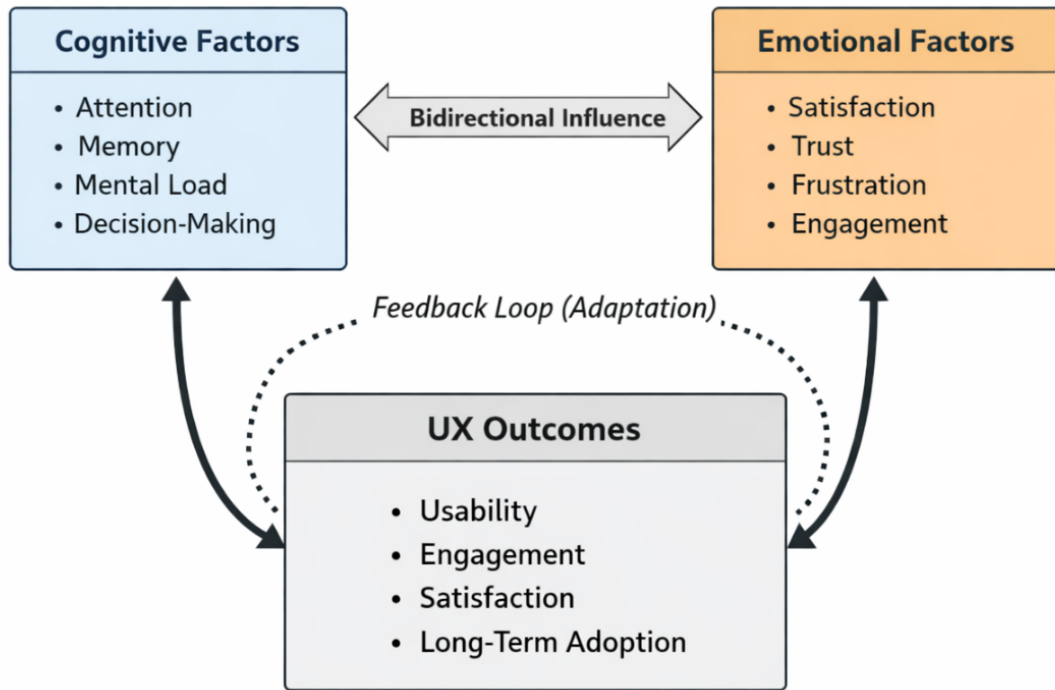 Cognitive Factors
• Attention
• Memory
• Mental Load
• Decision-Making
Bidirectional Influence
Emotional Factors
• Satisfaction
• Trust
• Frustration
• Engagement
Feedback Loop (Adaptation)
UX Outcomes
• Usability
• Engagement
• Satisfaction
• Long-Term Adoption